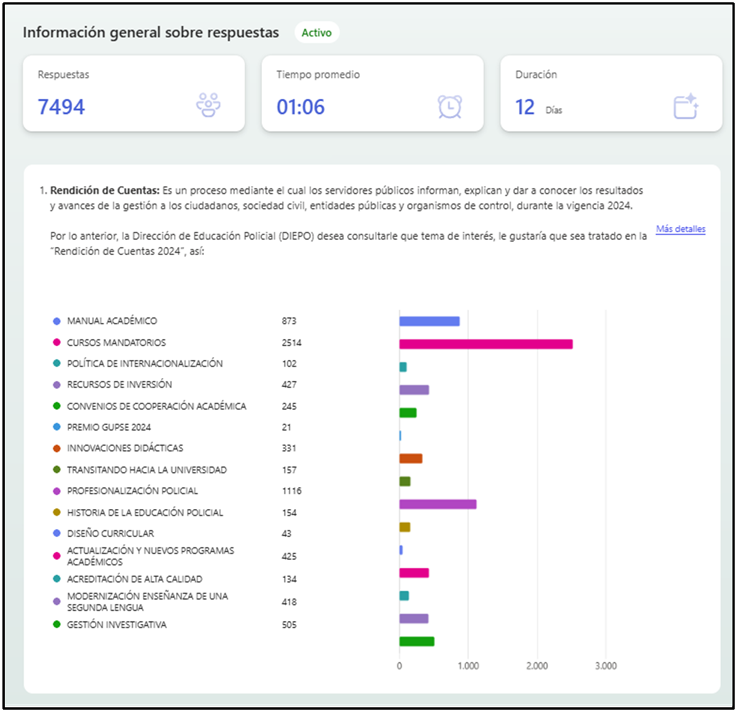 Información general sobre respuestas Activo
Respuestas Tiempo promedio Duración
7494 01:06 12 Días
1. Rendición de Cuentas: Es un proceso mediante el cual los servidores públicos informan, explican y dar a conocer los resultados
y avances de la gestión a los ciudadanos, sociedad civil, entidades públicas y organismos de control, durante la vigencia 2024.
Más detalles
Por lo anterior, la Dirección de Educación Policial (DIEPO) desea consultarle que tema de interés, le gustaría que sea tratado en la
"Rendición de Cuentas 2024", así:
MANUAL ACADÉMICO 873
CURSOS MANDATORIOS 2514
POLÍTICA DE INTERNACIONALIZACIÓN 102
RECURSOS DE INVERSIÓN 427
CONVENIOS DE COOPERACIÓN ACADÉMICA 245
PREMIO GUPSE 2024 21
INNOVACIONES DIDÁCTICAS 331
TRANSITANDO HACIA LA UNIVERSIDAD 157
PROFESIONALIZACIÓN POLICIAL 1116
HISTORIA DE LA EDUCACIÓN POLICIAL 154
DISEÑO CURRICULAR 43
ACTUALIZACIÓN Y NUEVOS PROGRAMAS
ACADÉMICOS 425
ACREDITACIÓN DE ALTA CALIDAD 134
MODERNIZACIÓN ENSEÑANZA DE UNA
SEGUNDA LENGUA 418
GESTIÓN INVESTIGATIVA 505
0 1.000 2.000 3.000